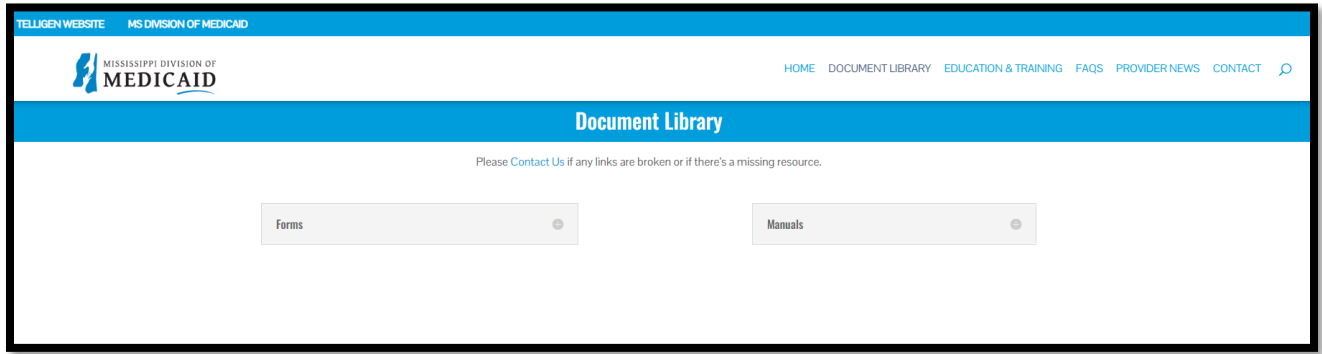 TELLIGEN WEBSITE MS DIVISION OF MEDICAID
MISSISSIPPI DIVISION OF
MEDICAID
HOME DOCUMENT LIBRARY EDUCATION & TRAINING FAQS PROVIDER NEWS CONTACT
Document Library
Please Contact Us if any links are broken or if there's a missing resource.
Forms Manuals